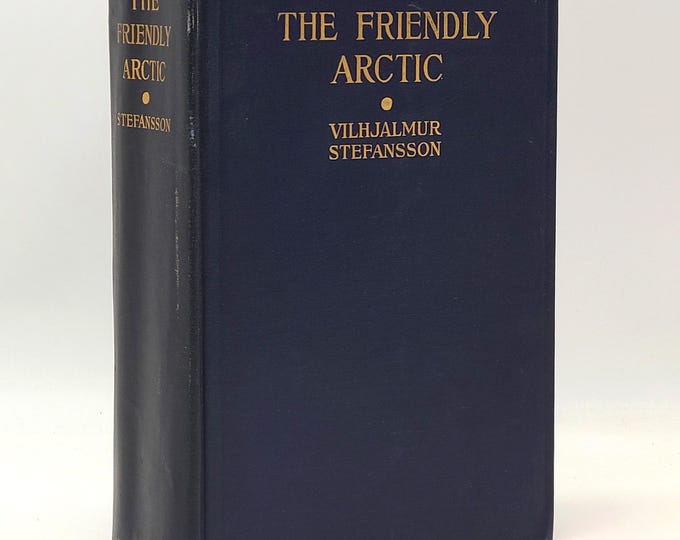 THE
FRIENDLY
ARCTIC
STEFANSSON
THE FRIENDLY
ARCTIC
VILHJALMUR
STEFANSSON